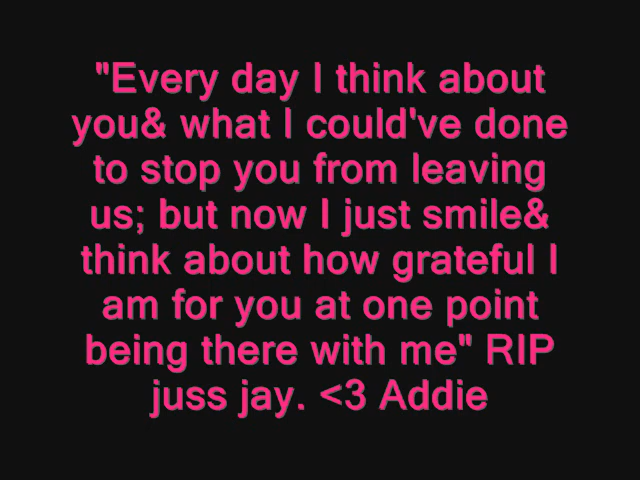 "Every day I think about
you& what I could've done
to stop you from leaving
us; but now I just smile&
think about how grateful I
am for you at one point
being there with me" RIP
juss jay. <3 Addie